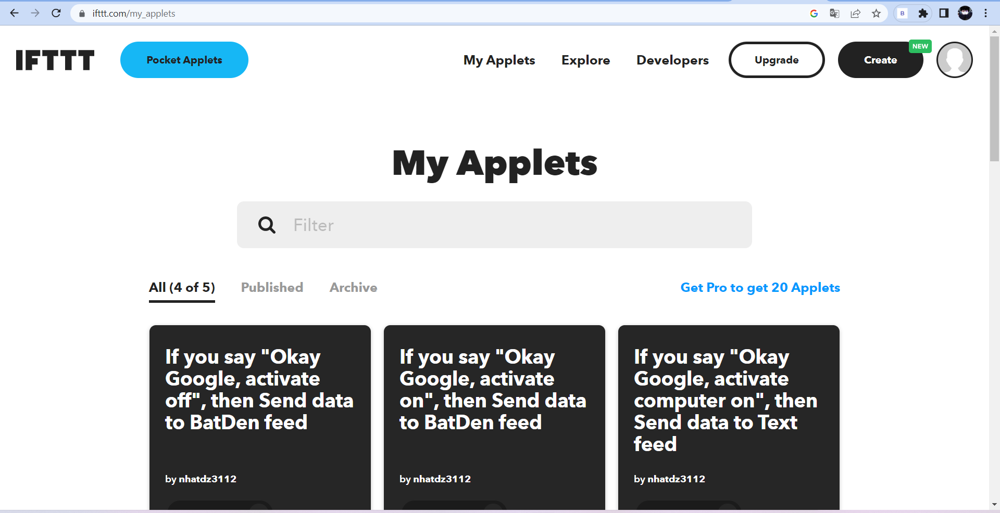 ifttt.com/my_applets
B
IFTTT
Pocket Applets
My Applets
Explore
Developers
Upgrade
Create
NEW
My Applets
Filter
All (4 of 5)
Published
Archive
Get Pro to get 20 Applets
If you say "Okay
Google, activate
off", then Send data
to BatDen feed
by nhatdz3112
If you say "Okay
Google, activate
on", then Send data
to BatDen feed
by nhatdz3112
If you say "Okay
Google, activate
computer on", then
Send data to Text
feed
by nhatdz3112